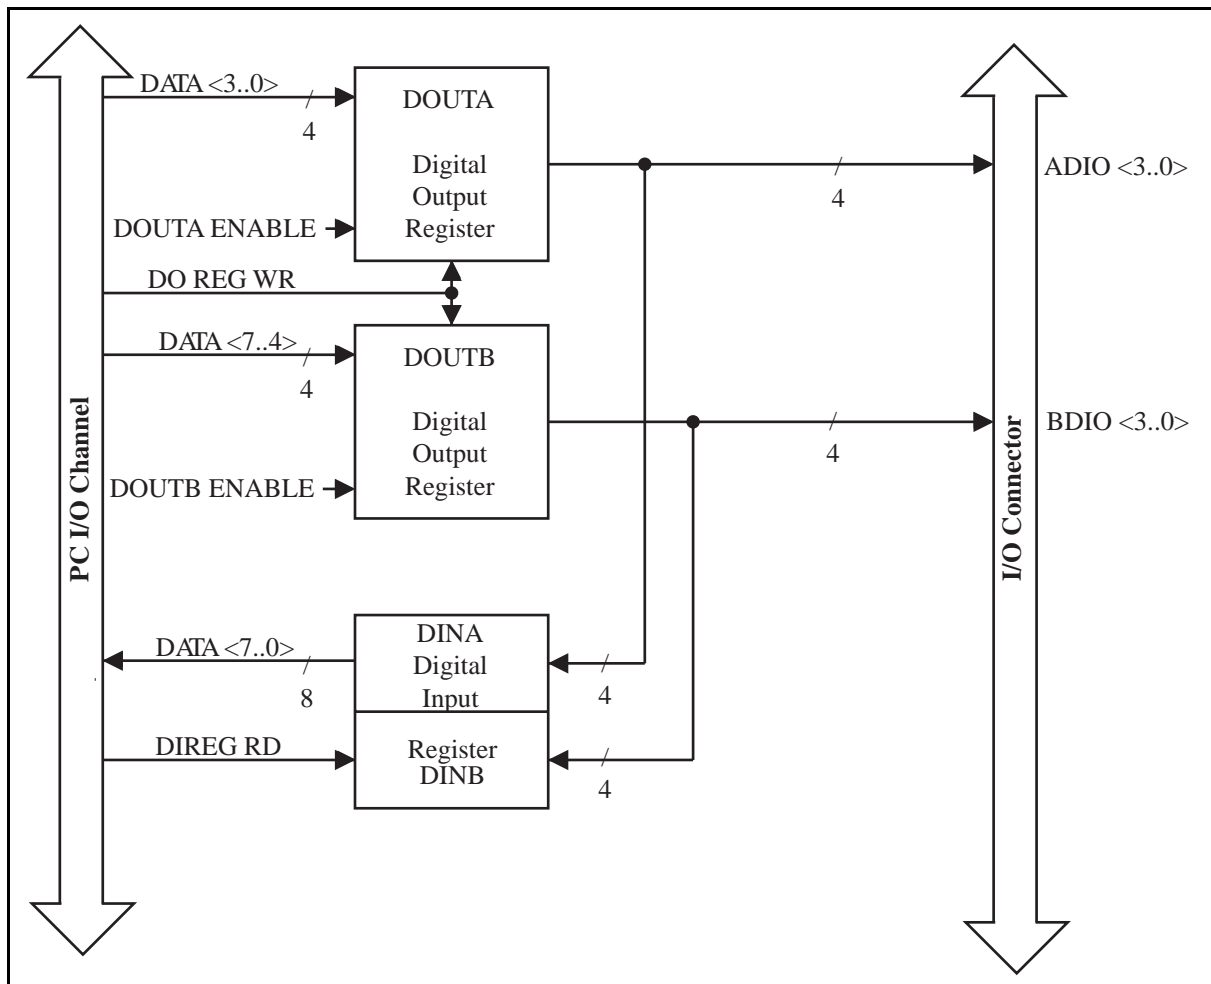 DATA <3..0>
4
DOUTA
Digital
Output
Register
DOUTA ENABLE
4
ADIO <3..0>
DO REG WR
DATA <7..4>
4
DOUTB
Digital
Output
Register
DOUTB ENABLE
4
BDIO <3..0>
PC I/O Channel
I/O Connector
DATA <7..0>
8
DINA
Digital
Input
4
DIREG RD
Register
DINB
4